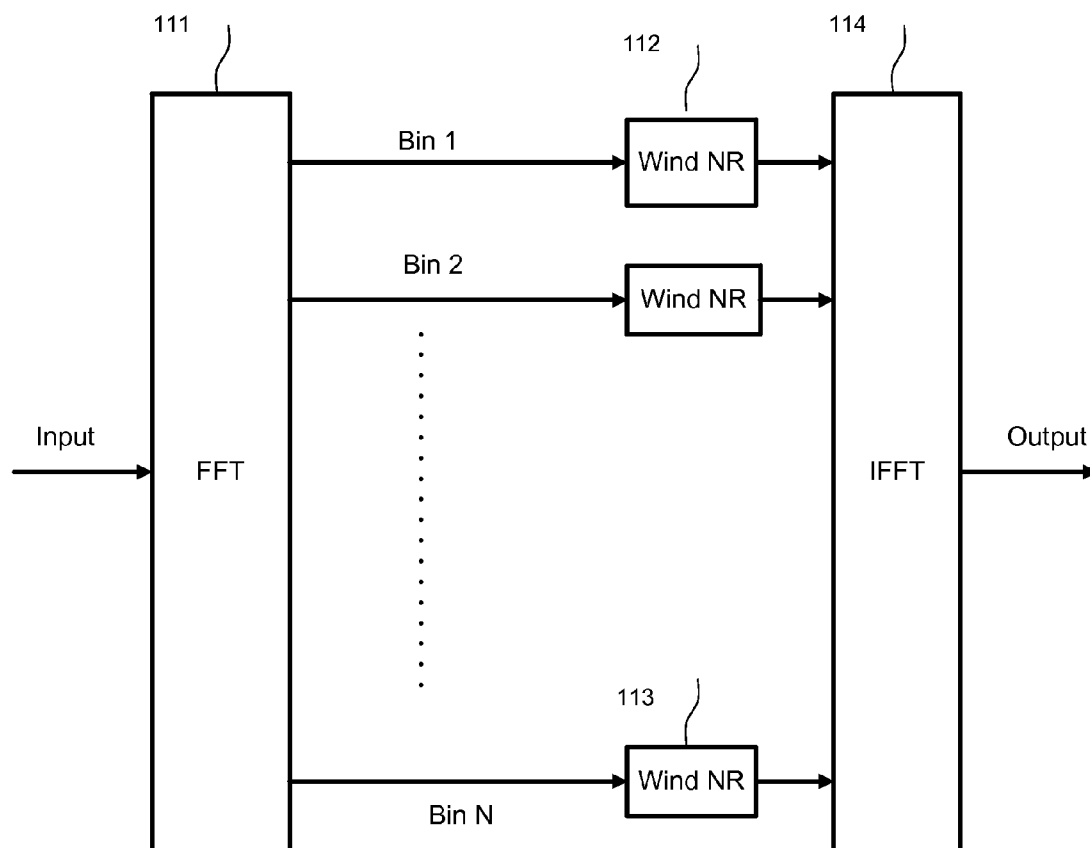 111
112
114
Bin 1
Wind NR
Bin 2
Wind NR
Input
FFT
IFFT
Output
113
Wind NR
Bin N